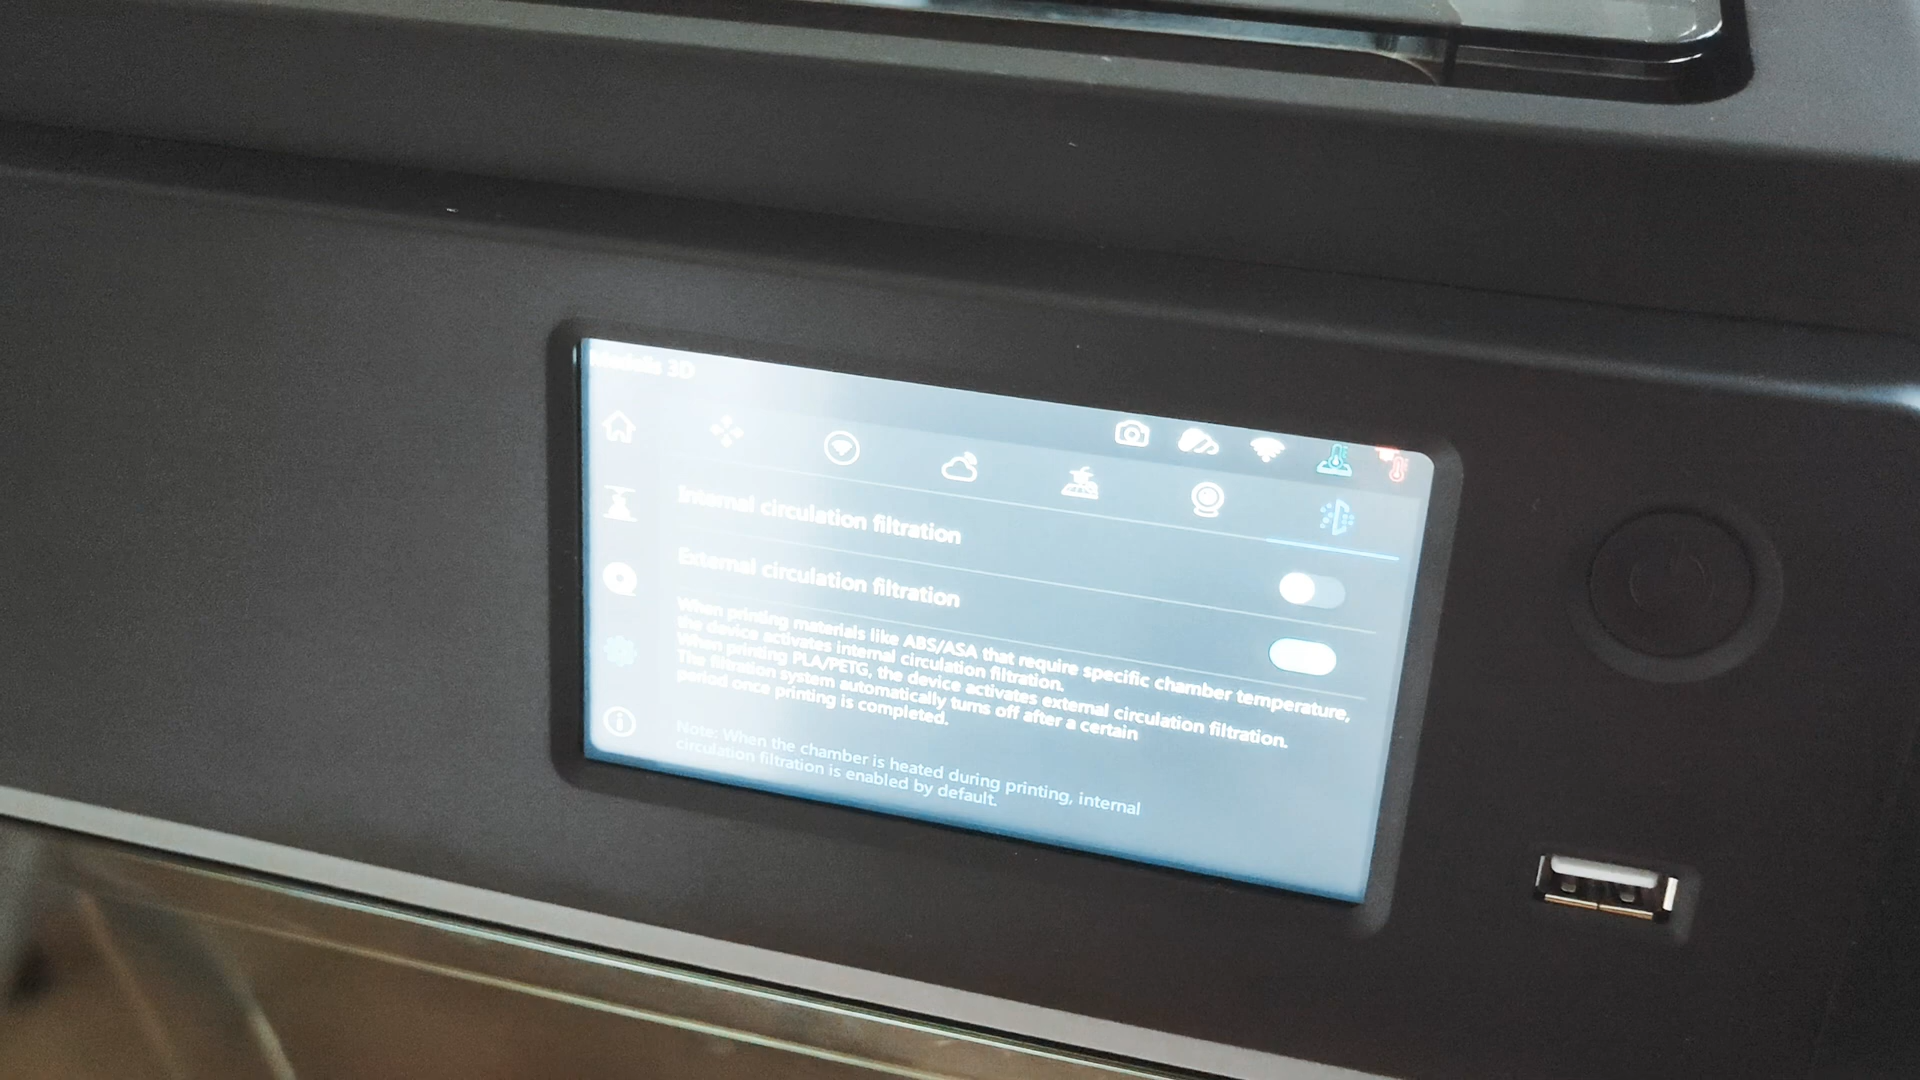 3D
Internal circulation filtration
External circulation filtration
When printing materials like ABS/ASA that require specific chamber temperature,
the device activates internal circulation filtration.
When printing PLA/PETG, the device activates external circulation filtration.
The filtration system automatically turns off after a certain
period once printing is completed.
Note: When the chamber is heated during printing, internal
circulation filtration is enabled by default.